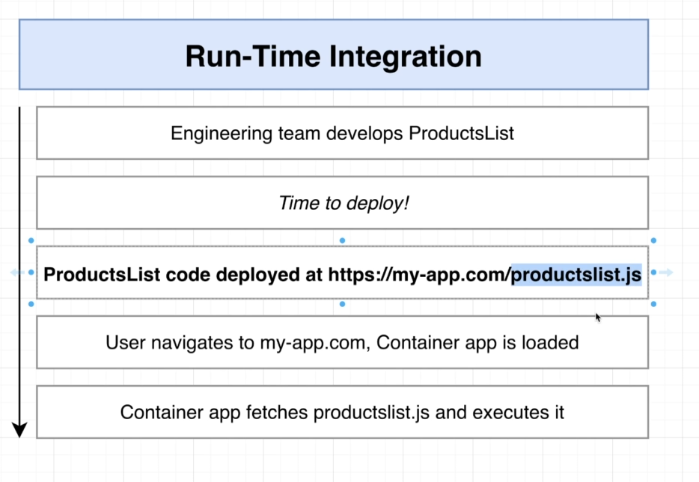 Run-Time Integration
Engineering team develops ProductsList
Time to deploy!
ProductsList code deployed at https://my-app.com/productslist.js
User navigates to my-app.com, Container app is loaded
Container app fetches productslist.js and executes it